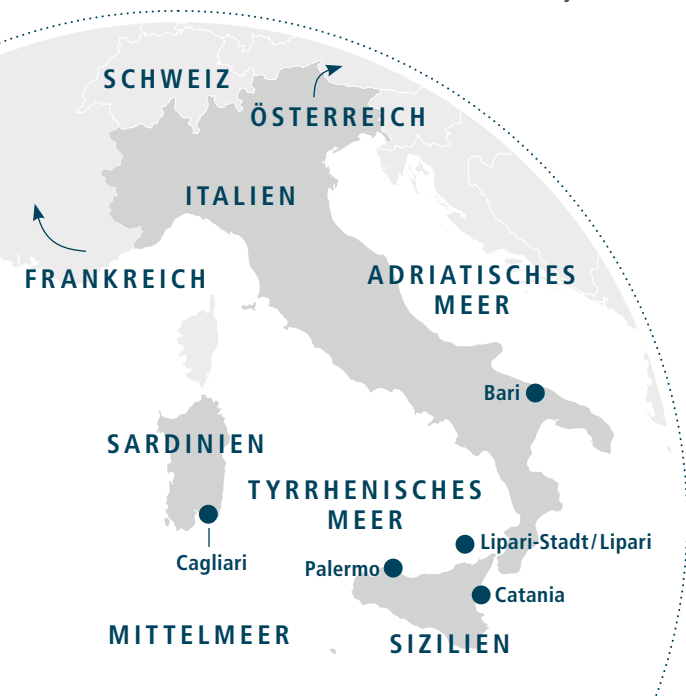 SCHWEIZ
ÖSTERREICH
ITALIEN
FRANKREICH
ADRIATISCHES
MEER
Bari
SARDINIEN
TYRRHENISCHES
MEER
Lipari-Stadt/Lipari
Cagliari
Palermo
Catania
MITTELMEER
SIZILIEN